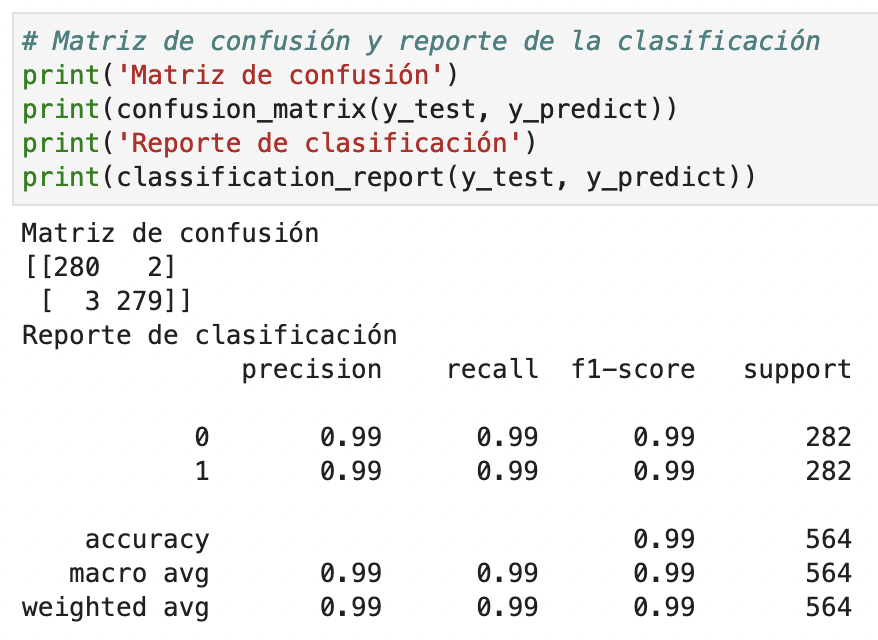 # Matriz de confusión y reporte de la clasificación
print('Matriz de confusión')
print(confusion_matrix(y_test, y_predict))
print('Reporte de clasificación')
print(classification_report(y_test, y_predict))
Matriz de confusión
[[280   2]
 [  3 279]]
Reporte de clasificación
              precision    recall  f1-score   support

           0       0.99      0.99      0.99       282
           1       0.99      0.99      0.99       282

    accuracy                           0.99       564
   macro avg       0.99      0.99      0.99       564
weighted avg       0.99      0.99      0.99       564